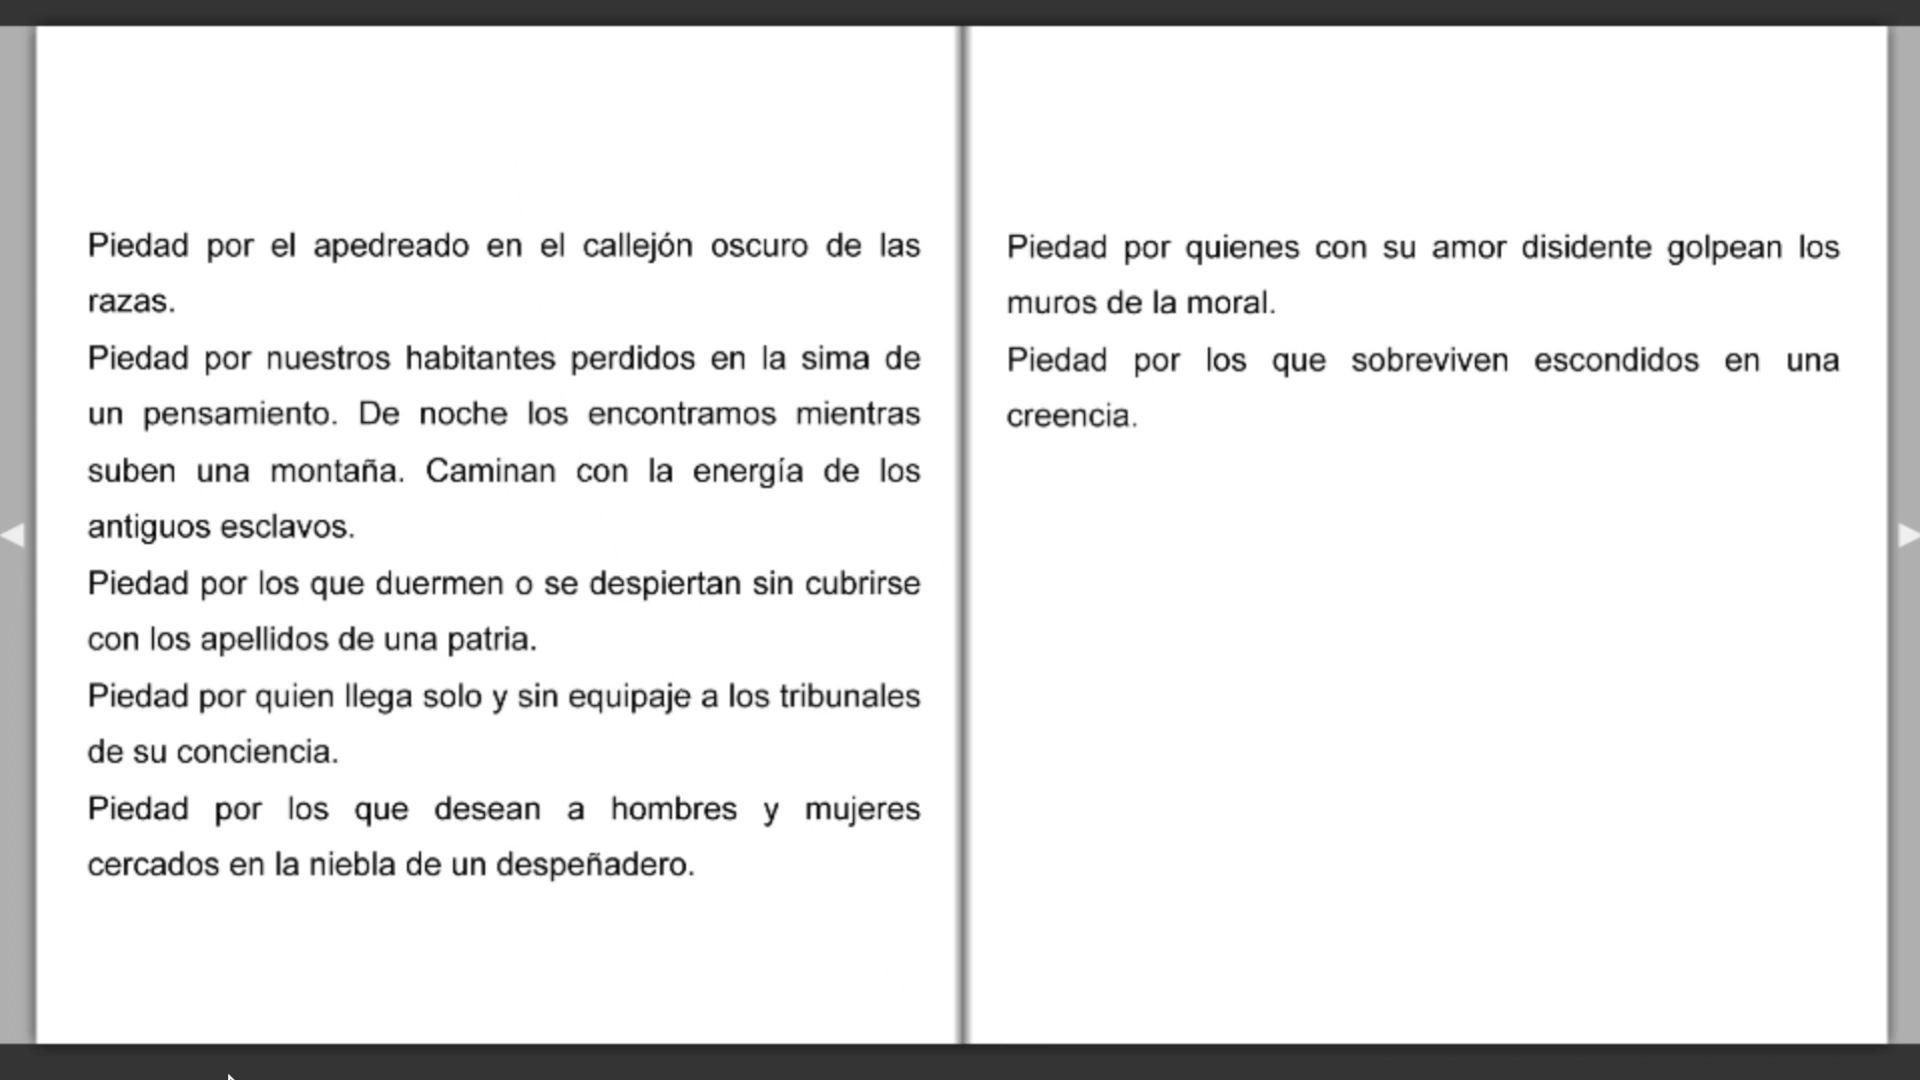 Piedad por el apedreado en el callejón oscuro de las
razas.
Piedad por nuestros habitantes perdidos en la sima de
un pensamiento. De noche los encontramos mientras
suben una montaña. Caminan con la energía de los
antiguos esclavos.
Piedad por los que duermen o se despiertan sin cubrirse
con los apellidos de una patria.
Piedad por quien llega solo y sin equipaje a los tribunales
de su conciencia.
Piedad por los que desean a hombres y mujeres
cercados en la niebla de un despeñadero.
Piedad por quienes con su amor disidente golpean los
muros de la moral.
Piedad por los que sobreviven escondidos en una
creencia.